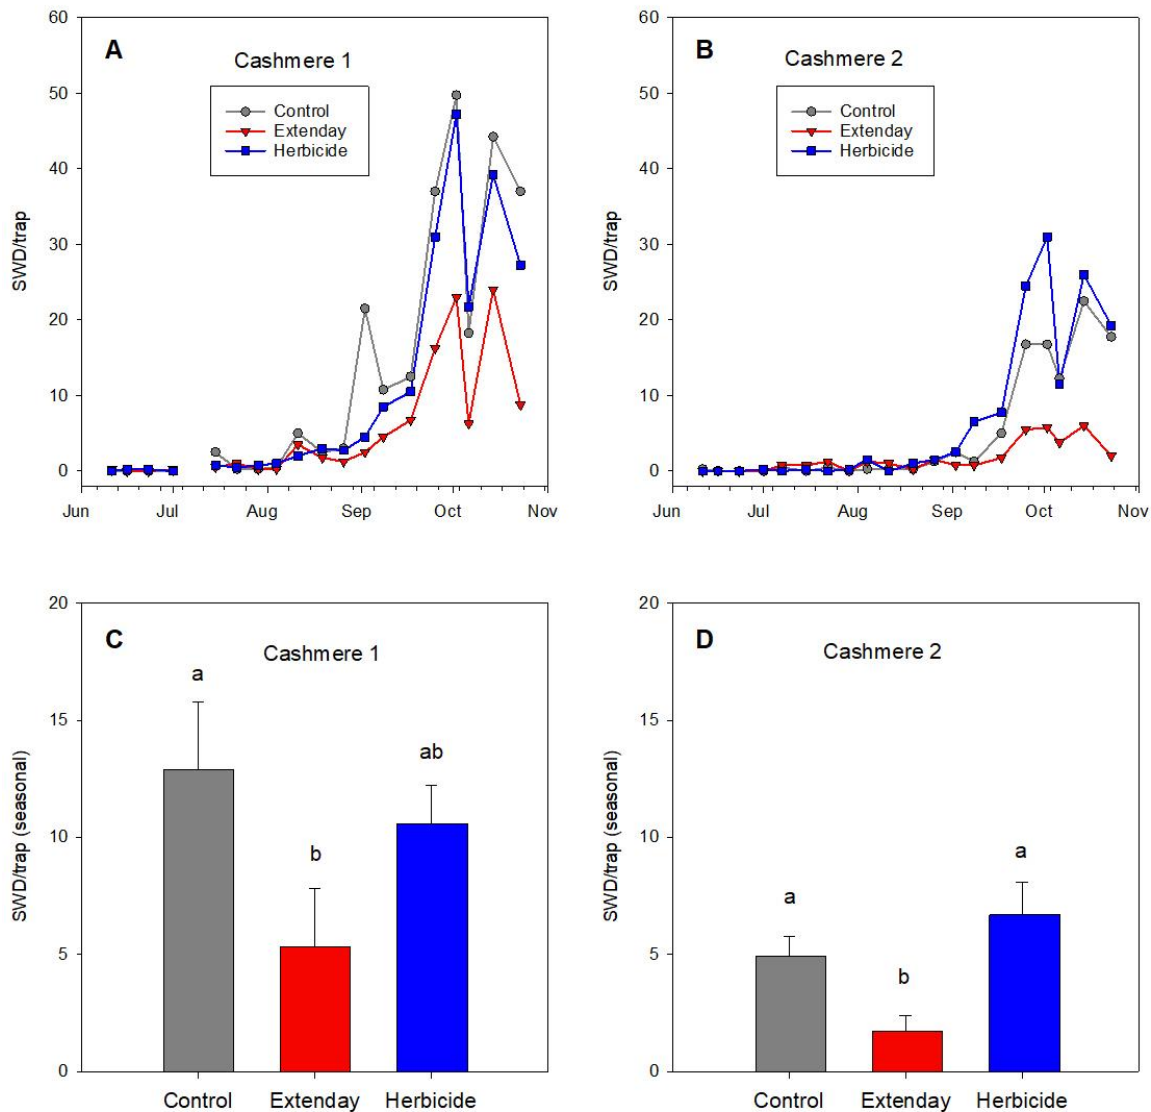 A
Cashmere 1
Control
Extenday
Herbicide
SWD/trap
60
50
40
30
20
10
0
Jun Jul Aug Sep Oct Nov
B
Cashmere 2
Control
Extenday
Herbicide
SWD/trap
60
50
40
30
20
10
0
Jun Jul Aug Sep Oct Nov
C
Cashmere 1
SWD/trap (seasonal)
20
15
10
5
0
a
b
ab
Control Extenday Herbicide
D
Cashmere 2
SWD/trap (seasonal)
20
15
10
5
0
a
b
a
Control Extenday Herbicide